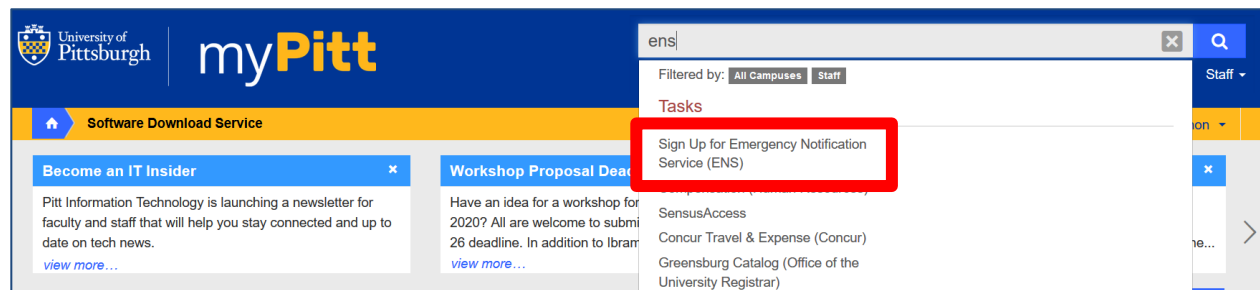 University of
Pittsburgh
myPitt
ens
Filtered by: All Campuses Staff
Staff
Tasks
Software Download Service
Sign Up for Emergency Notification
Service (ENS)
Become an IT Insider
Pitt Information Technology is launching a newsletter for
faculty and staff that will help you stay connected and up to
date on tech news.
view more…
Workshop Proposal
Have an idea for a workshop for
2020? All are welcome to
26 deadline. In addition to
view more…
Compensation (Human Resources)
SensusAccess
Concur Travel & Expense (Concur)
Greensburg Catalog (Office of the
University Registrar)